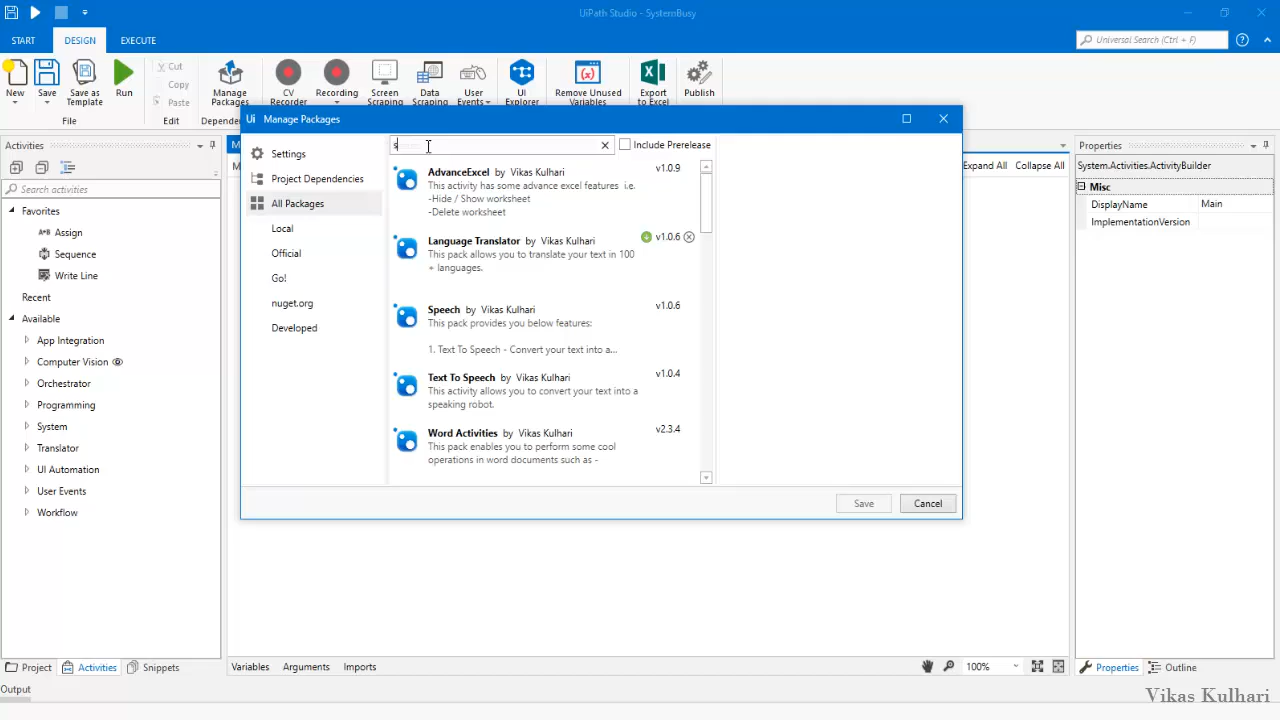 UiPath Studio - SystemBusy
START DESIGN EXECUTE
Universal Search (Ctrl + F)
New
Save
Save as Template
Run
Cut
Copy
Paste
Manage Packages
CV Recorder
Recording
Screen Scraping
Data Scraping
User Events
UI Explorer
Remove Unused Variables
Export to Excel
Publish
File Edit Dependen
Activities
Search activities
Favorites
Assign
Sequence
Write Line
Recent
Available
App Integration
Computer Vision
Orchestrator
Programming
System
Translator
UI Automation
User Events
Workflow
Project Activities Snippets
Output
Ui Manage Packages
Settings
Project Dependencies
All Packages
Local
Official
Go!
nuget.org
Developed
s
Include Prerelease
AdvanceExcel by Vikas Kulhari v1.0.9
This activity has some advance excel features i.e.
-Hide / Show worksheet
-Delete worksheet
Language Translator by Vikas Kulhari v1.0.6
This pack allows you to translate your text in 100
+ languages.
Speech by Vikas Kulhari v1.0.6
This pack provides you below features:
1. Text To Speech - Convert your text into a...
Text To Speech by Vikas Kulhari v1.0.4
This activity allows you to convert your text into a
speaking robot.
Word Activities by Vikas Kulhari v2.3.4
This pack enables you to perform some cool
operations in word documents such as -
Save Cancel
Expand All Collapse All
Variables Arguments Imports
100%
Properties
System.Activities.ActivityBuilder
Misc
DisplayName Main
ImplementationVersion
Properties Outline
Vikas Kulhari